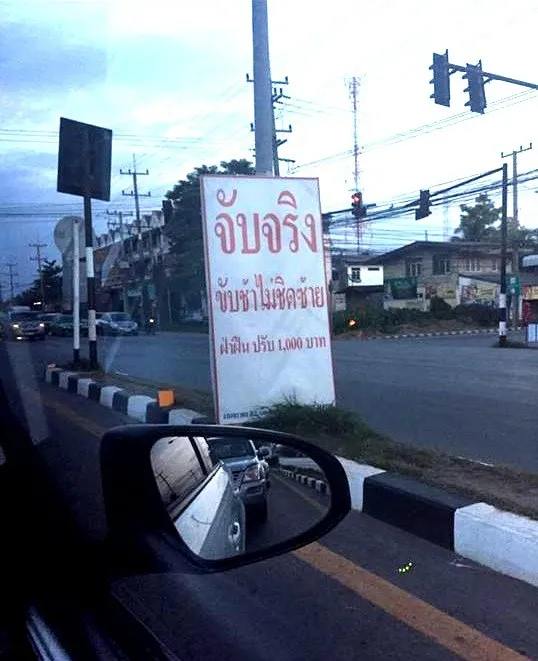 จับจริง
ขับช้าไม่ชิดซ้าย
ฝ่าฝืน ปรับ 1,000 บาท